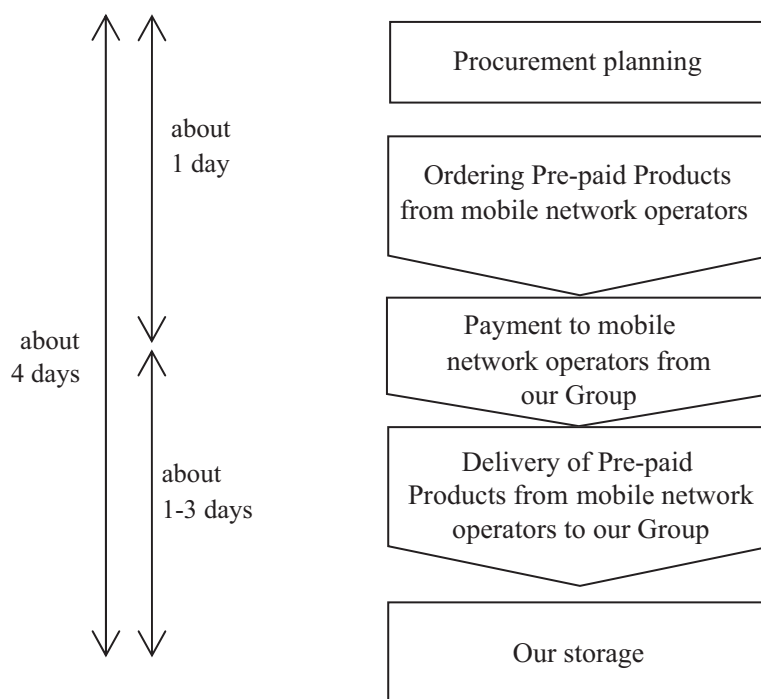 Procurement planning
about
1 day
Ordering Pre-paid Products
from mobile network operators
about
4 days
Payment to mobile
network operators from
our Group
about
1-3 days
Delivery of Pre-paid
Products from mobile network
operators to our Group
Our storage